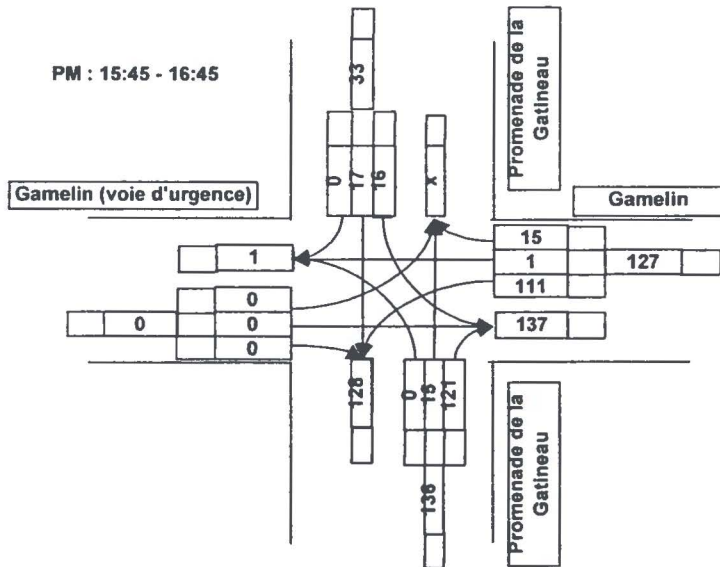 PM : 15:45 - 16:45
33
Promenade de la
Gatineau
0
17
16
x
Gamelin (voie d'urgence)
Gamelin
15
1
1
127
111
0
0
0
0
137
128
0
15
121
136
Promenade de la
Gatineau